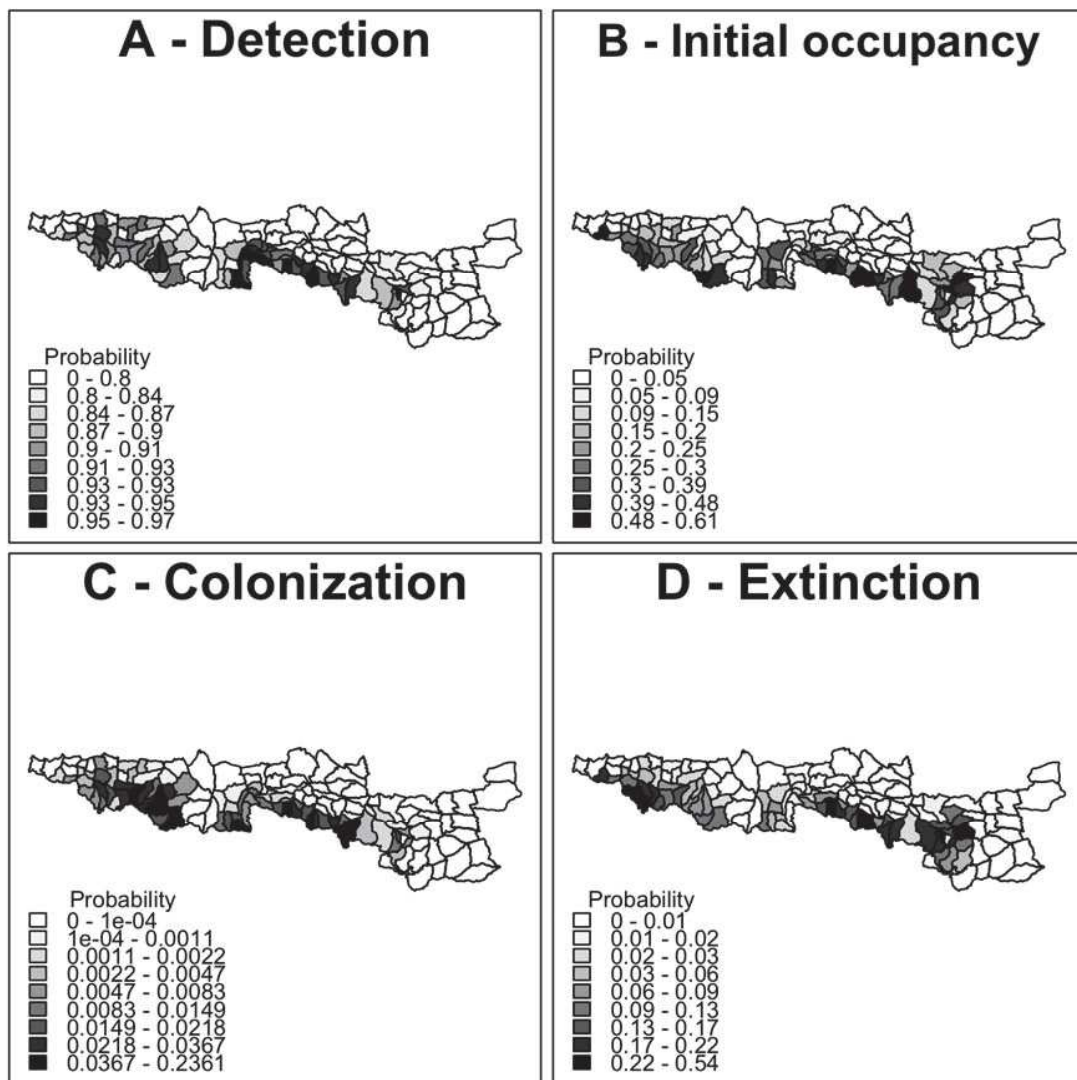 A - Detection
Probability
0 - 0.8
0.8 - 0.84
0.84 - 0.87
0.87 - 0.9
0.9 - 0.91
0.91 - 0.93
0.93 - 0.93
0.93 - 0.95
0.95 - 0.97
B - Initial occupancy
Probability
0 - 0.05
0.05 - 0.09
0.09 - 0.15
0.15 - 0.2
0.2 - 0.25
0.25 - 0.3
0.3 - 0.39
0.39 - 0.48
0.48 - 0.61
C - Colonization
Probability
0 - 1e-04
1e-04 - 0.0011
0.0011 - 0.0022
0.0022 - 0.0047
0.0047 - 0.0083
0.0083 - 0.0149
0.0149 - 0.0218
0.0218 - 0.0367
0.0367 - 0.2361
D - Extinction
Probability
0 - 0.01
0.01 - 0.02
0.02 - 0.03
0.03 - 0.06
0.06 - 0.09
0.09 - 0.13
0.13 - 0.17
0.17 - 0.22
0.22 - 0.54